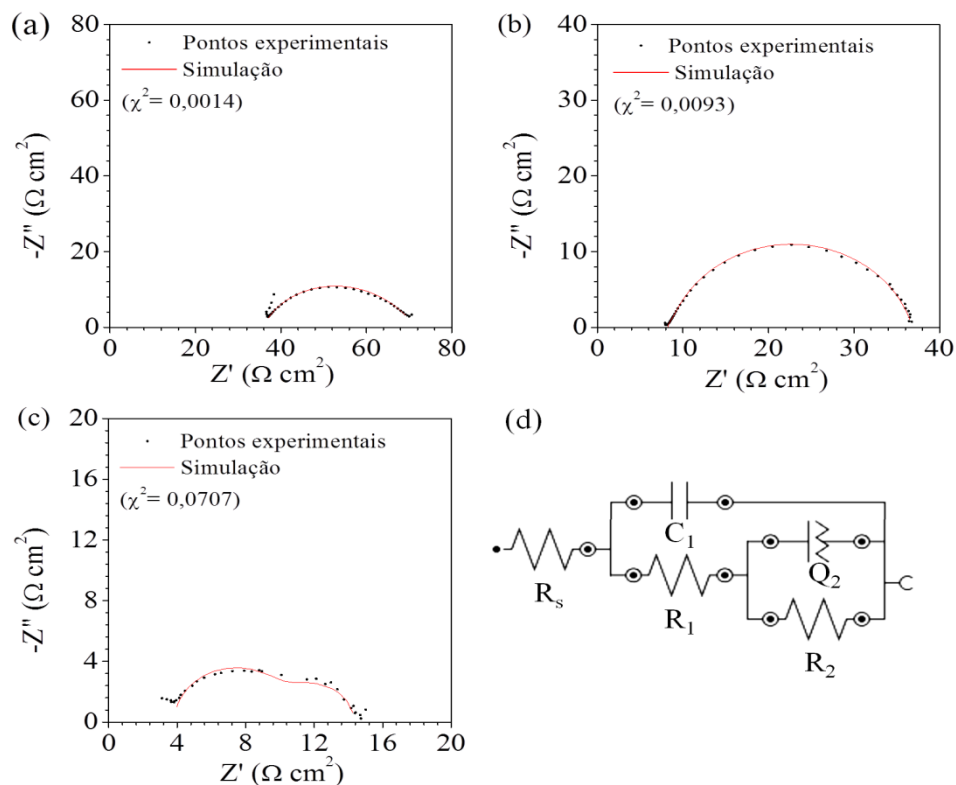 (a)
80
60
40
20
0
-Z'' (Ω cm²)
Pontos experimentais
Simulação
(χ²= 0,0014)
0 20 40 60 80
Z' (Ω cm²)
(b)
40
30
20
10
0
-Z'' (Ω cm²)
Pontos experimentais
Simulação
(χ²= 0,0093)
0 10 20 30 40
Z' (Ω cm²)
(c)
20
16
12
8
4
0
-Z'' (Ω cm²)
Pontos experimentais
Simulação
(χ²= 0,0707)
0 4 8 12 16 20
Z' (Ω cm²)
(d)
C₁
Q₂
Rₛ
R₁
R₂